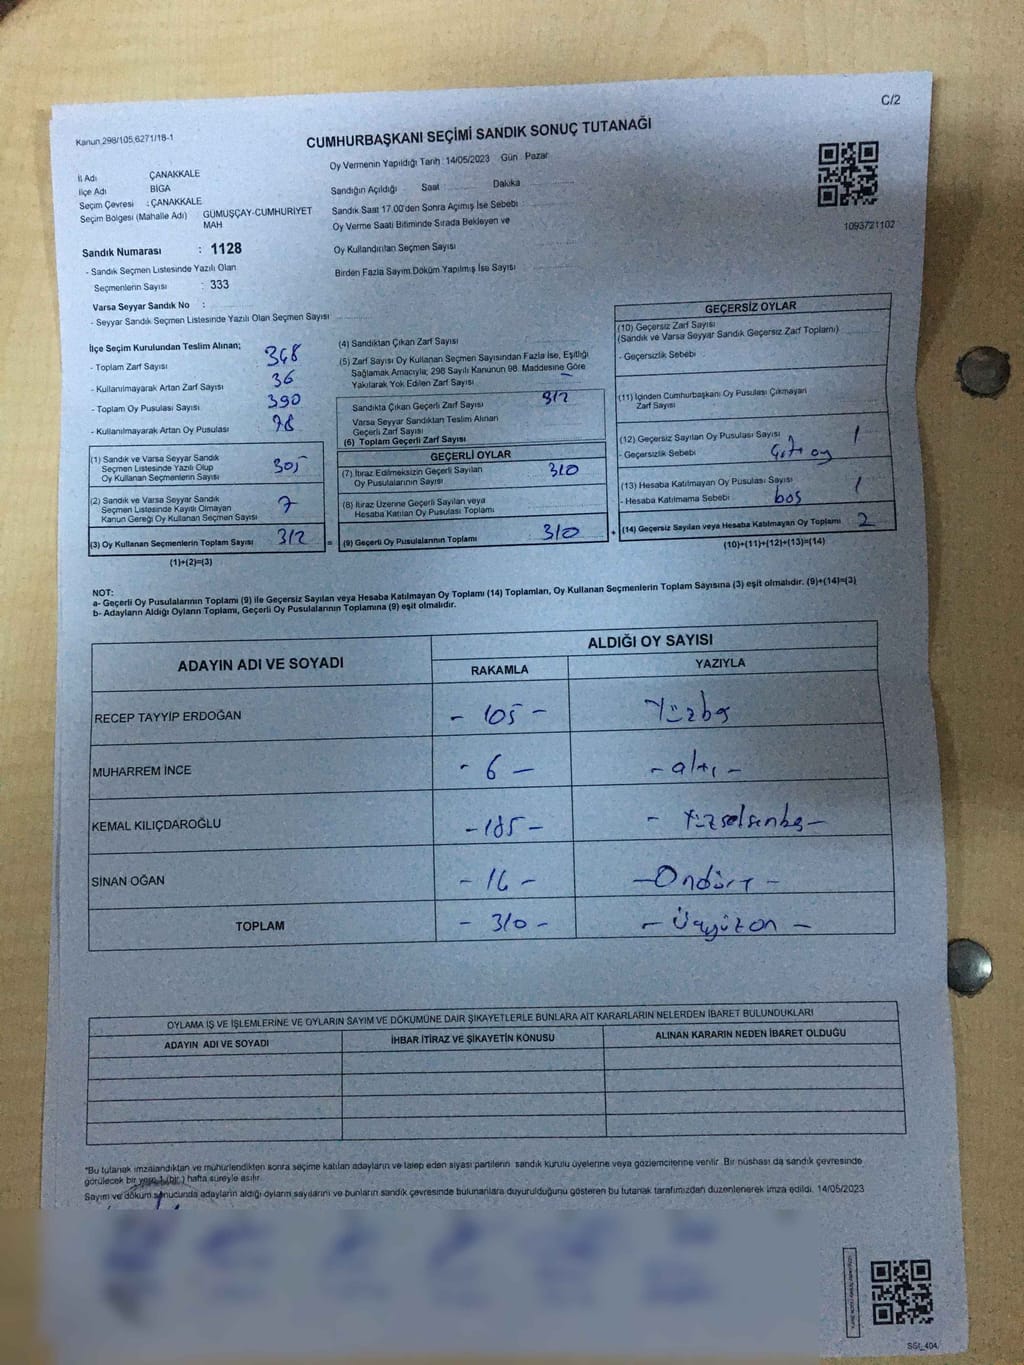 C/2
Kanun 298/105,6271/18-1
CUMHURBAŞKANI SEÇİMİ SANDIK SONUÇ TUTANAĞI
İl Adı ÇANAKKALE
İlçe Adı BİGA
Seçim Çevresi : ÇANAKKALE
Seçim Bölgesi (Mahalle Adı) GÜMÜŞÇAY-CUMHURİYET MAH
Sandık Numarası : 1128
- Sandık Seçmen Listesinde Yazılı Olan
Seçmenlerin Sayısı : 333
Varsa Seyyar Sandık No :
- Seyyar Sandık Seçmen Listesinde Yazılı Olan Seçmen Sayısı
Oy Vermenin Yapıldığı Tarih : 14/05/2023 Gün : Pazar
Sandığın Açıldığı Saat Dakika
Sandık Saat 17.00'den Sonra Açılmış İse Sebebi
Oy Verme Saati Bitiminde Sırada Bekleyen ve
Oy Kullandırılan Seçmen Sayısı
Birden Fazla Sayım Döküm Yapılmış İse Sayısı
1093721102
İlçe Seçim Kurulundan Teslim Alınan;
- Toplam Zarf Sayısı 348
- Kullanılmayarak Artan Zarf Sayısı 36
- Toplam Oy Pusulası Sayısı 390
- Kullanılmayarak Artan Oy Pusulası 78
(1) Sandık ve Varsa Seyyar Sandık
Seçmen Listesinde Yazılı Olup
Oy Kullanan Seçmenlerin Sayısı 305
(2) Sandık ve Varsa Seyyar Sandık
Seçmen Listesinde Kayıtlı Olmayan
Kanun Gereği Oy Kullanan Seçmen Sayısı 7
(3) Oy Kullanan Seçmenlerin Toplam Sayısı 312 =
(1)+(2)=(3)
(4) Sandıktan Çıkan Zarf Sayısı
(5) Zarf Sayısı Oy Kullanan Seçmen Sayısından Fazla İse, Eşitliği
Sağlamak Amacıyla; 298 Sayılı Kanunun 98. Maddesine Göre
Yakılarak Yok Edilen Zarf Sayısı –
Sandıkta Çıkan Geçerli Zarf Sayısı 312
Varsa Seyyar Sandıktan Teslim Alınan
Geçerli Zarf Sayısı
(6) Toplam Geçerli Zarf Sayısı
GEÇERLİ OYLAR
(7) İtiraz Edilmeksizin Geçerli Sayılan
Oy Pusulalarının Sayısı 310
(8) İtiraz Üzerine Geçerli Sayılan veya
Hesaba Katılan Oy Pusulası Toplamı
(9) Geçerli Oy Pusulalarının Toplamı 310 +
GEÇERSİZ OYLAR
(10) Geçersiz Zarf Sayısı
(Sandık ve Varsa Seyyar Sandık Geçersiz Zarf Toplamı)
- Geçersizlik Sebebi
(11) İçinden Cumhurbaşkanı Oy Pusulası Çıkmayan
Zarf Sayısı
(12) Geçersiz Sayılan Oy Pusulası Sayısı 1
- Geçersizlik Sebebi Çift oy
(13) Hesaba Katılmayan Oy Pusulası Sayısı 1
- Hesaba Katılmama Sebebi boş
(14) Geçersiz Sayılan veya Hesaba Katılmayan Oy Toplamı 2
(10)+(11)+(12)+(13)=(14)
NOT:
a- Geçerli Oy Pusulalarının Toplamı (9) ile Geçersiz Sayılan veya Hesaba Katılmayan Oy Toplamı (14) Toplamları, Oy Kullanan Seçmenlerin Toplam Sayısına (3) eşit olmalıdır. (9)+(14)=(3)
b- Adayların Aldığı Oyların Toplamı, Geçerli Oy Pusulalarının Toplamına (9) eşit olmalıdır.
ADAYIN ADI VE SOYADI ALDIĞI OY SAYISI
RAKAMLA YAZIYLA
RECEP TAYYİP ERDOĞAN - 105 - Yüzbeş
MUHARREM İNCE - 6 - - altı -
KEMAL KILIÇDAROĞLU - 185 - - Yüzseksenbeş -
SİNAN OĞAN - 14 - - Ondört -
TOPLAM - 310 - - Üçyüzon -
OYLAMA İŞ VE İŞLEMLERİNE VE OYLARIN SAYIM VE DÖKÜMÜNE DAİR ŞİKAYETLERLE BUNLARA AİT KARARLARIN NELERDEN İBARET BULUNDUKLARI
ADAYIN ADI VE SOYADI İHBAR İTİRAZ VE ŞİKAYETİN KONUSU ALINAN KARARIN NEDEN İBARET OLDUĞU
*Bu tutanak imzalandıktan ve mühürlendikten sonra seçime katılan adayların ve talep eden siyasi partilerin sandık kurulu üyelerine veya gözlemcilerine verilir. Bir nüshası da sandık çevresinde
görülecek bir yere 1 (bir ) hafta süreyle asılır.
Sayım ve döküm sonucunda adayların aldığı oyların sayılarını ve bunların sandık çevresinde bulunanlara duyurulduğunu gösteren bu tutanak tarafımızdan düzenlenerek imza edildi. 14/05/2023
SSt_404